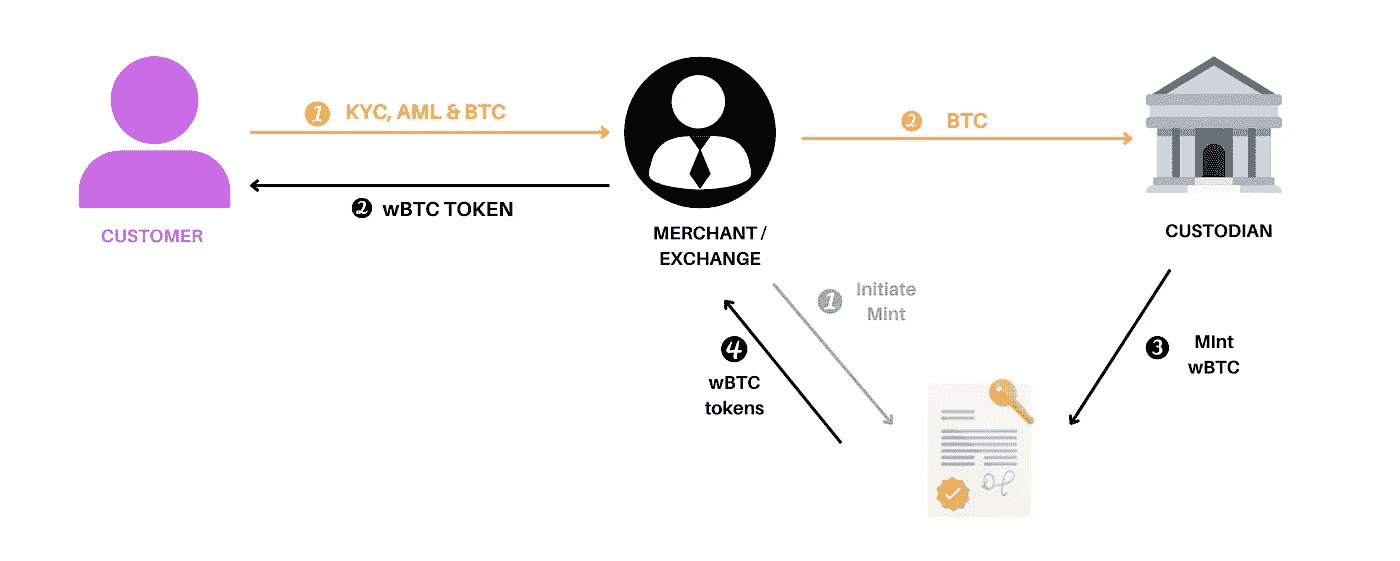 1 KYC, AML & BTC
2 BTC
2 wBTC TOKEN
CUSTOMER
MERCHANT /
EXCHANGE
CUSTODIAN
1 Initiate
Mint
4
wBTC
tokens
3 MInt
wBTC